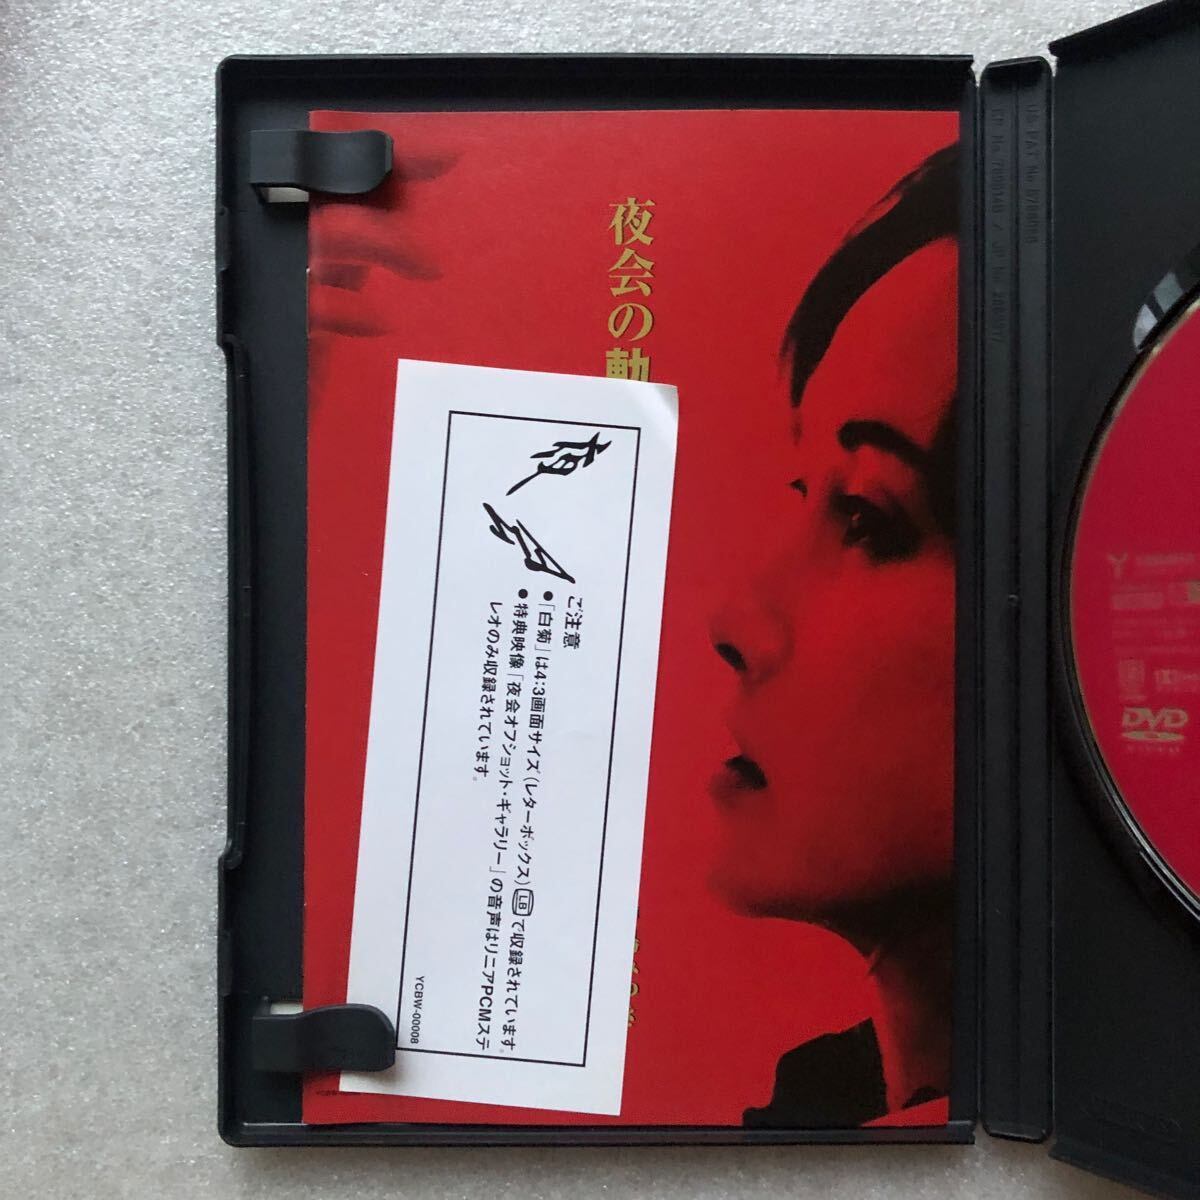 夜会の軌
夜会
ご注意
●「白菊」は4:3画面サイズ(レターボックス) LB で収録されています。
●特典映像「夜会オフショット・ギャラリー」の音声はリニアPCMステ
レオのみ収録されています。
YCBW-00008
DVD